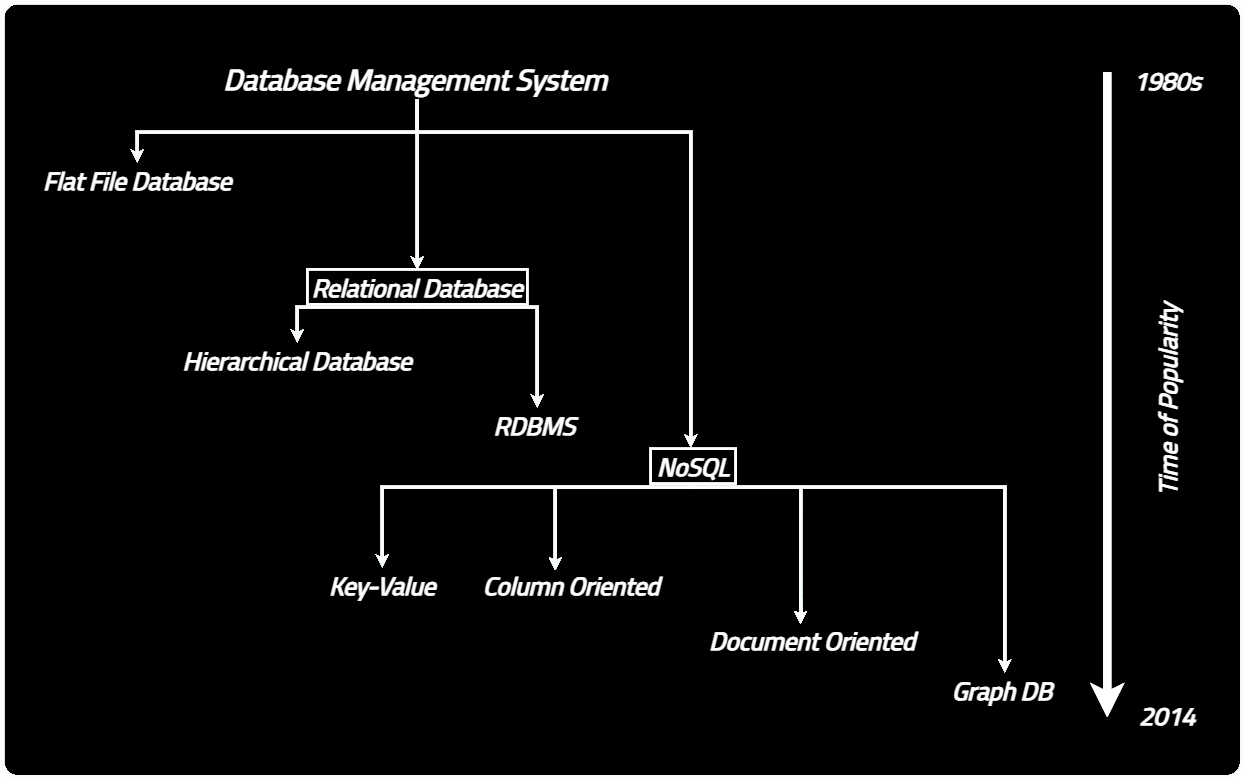 Database Management System
1980s
Flat File Database
Relational Database
Hierarchical Database
Time of Popularity
RDBMS
NoSQL
Key-Value
Column Oriented
Document Oriented
Graph DB
2014